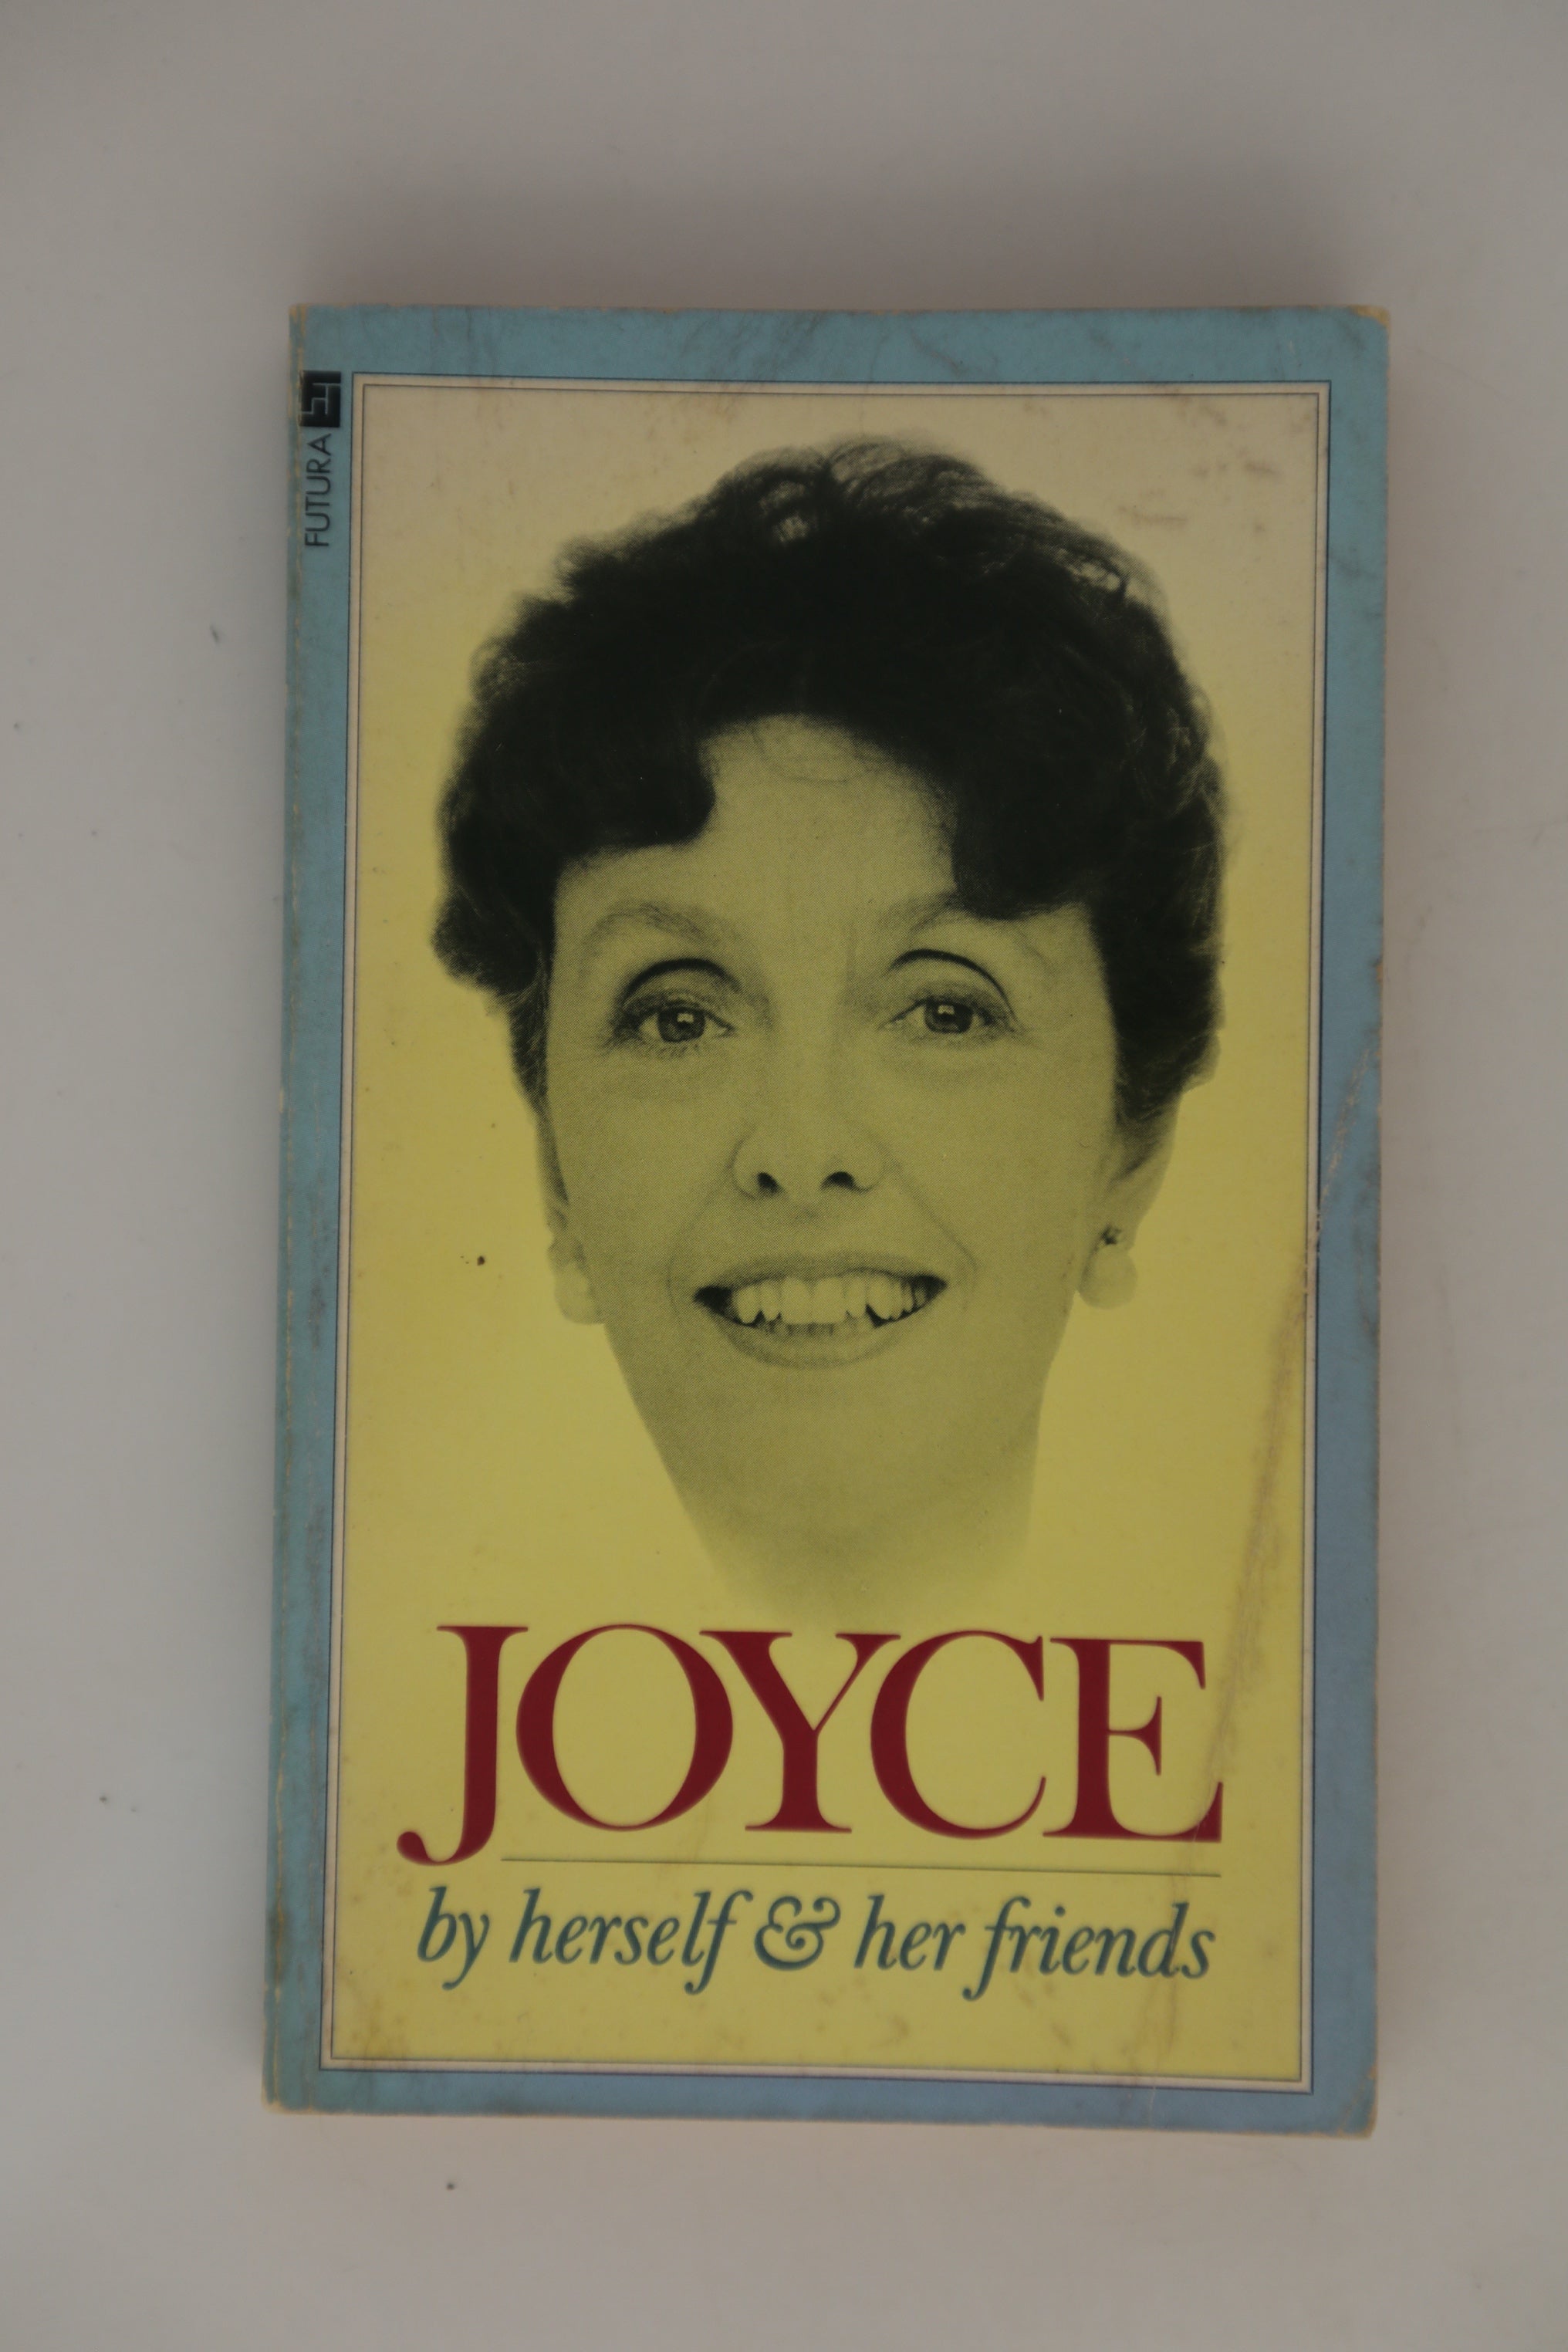 FUTURA
JOYCE
by herself & her friends